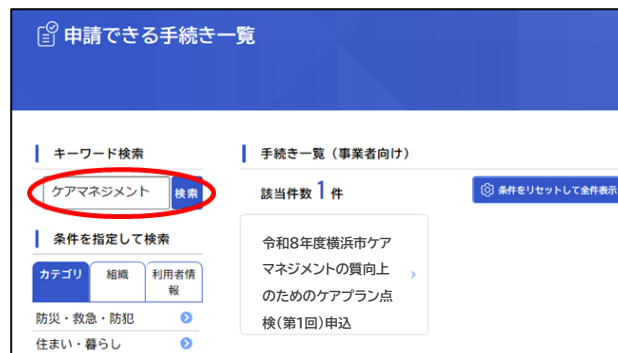 申請できる手続き一覧
キーワード検索
ケアマネジメント
検索
条件を指定して検索
カテゴリ
組織
利用者情
報
防災・救急・防犯
住まい・暮らし
手続き一覧（事業者向け）
該当件数 1 件
条件をリセットして全件表示
令和8年度横浜市ケア
マネジメントの質向上
のためのケアプラン点
検(第1回)申込